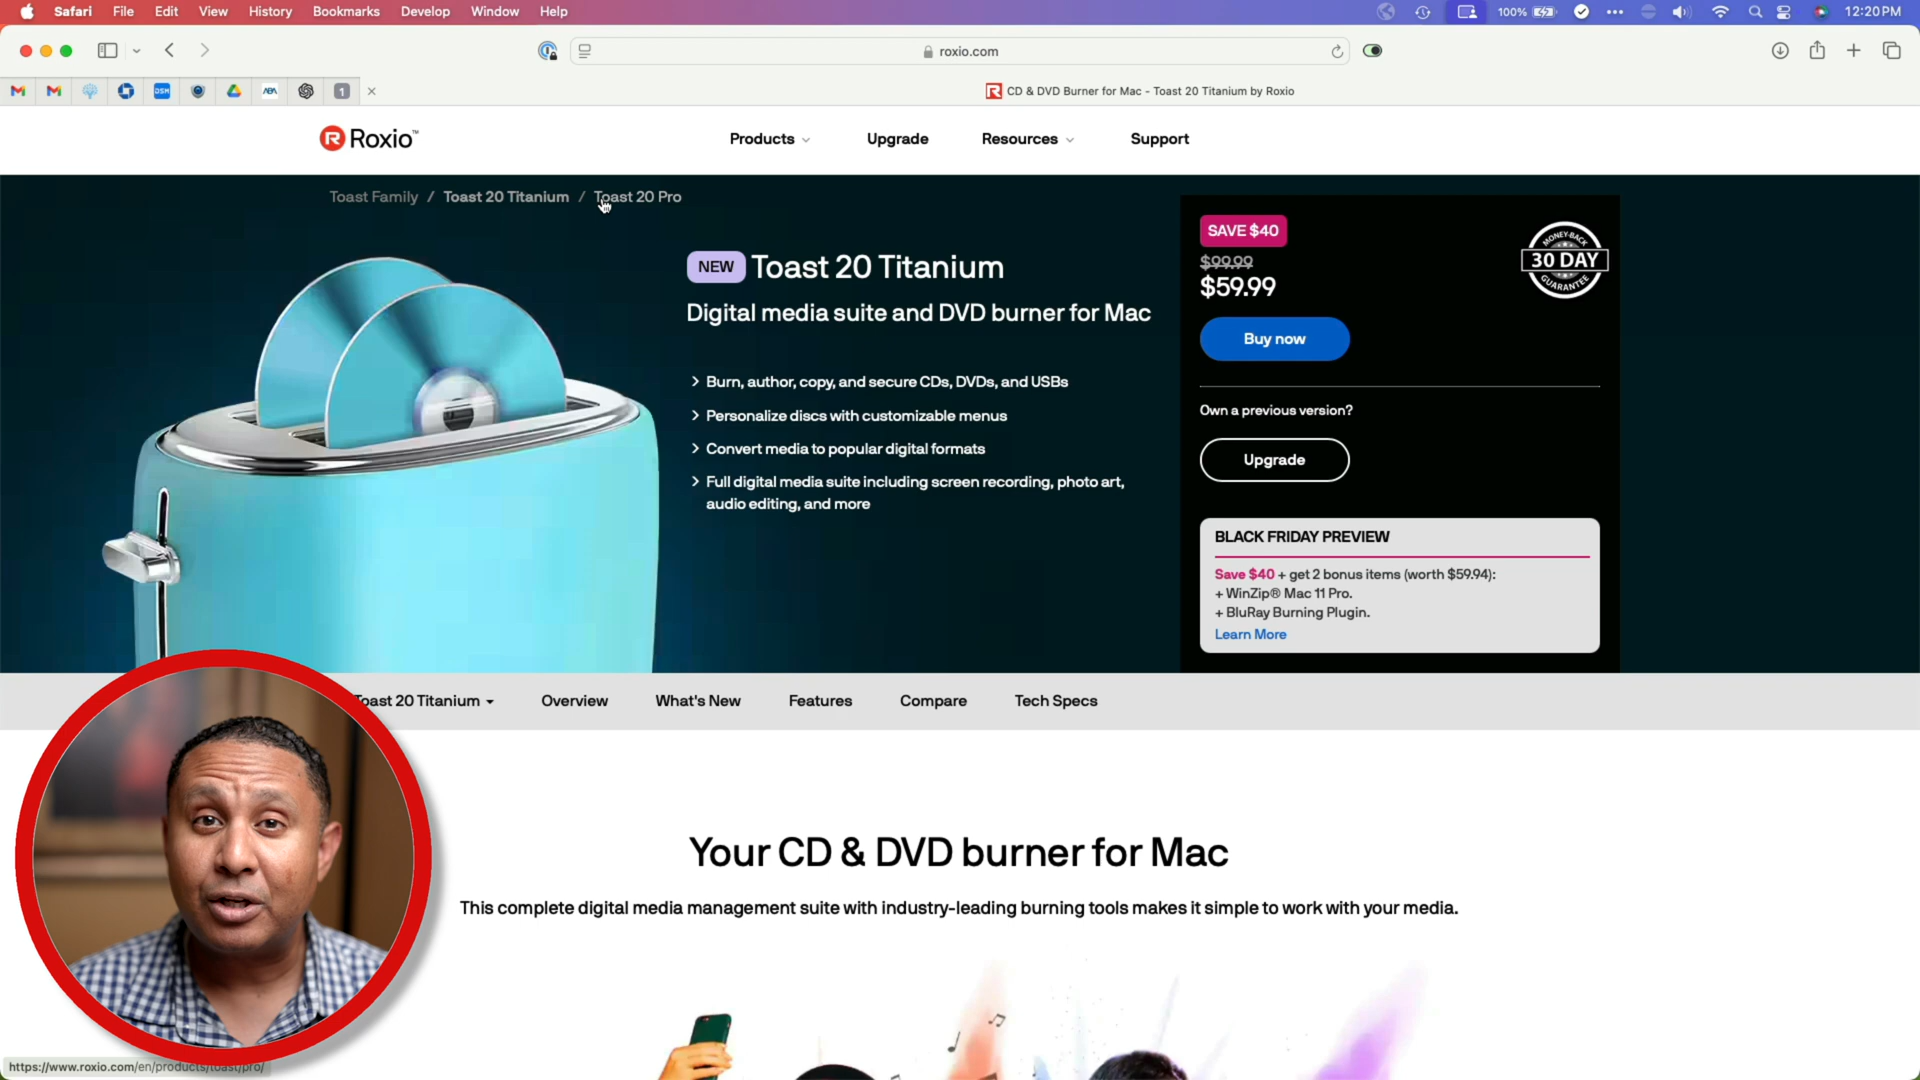 Safari File Edit View History Bookmarks Develop Window Help 100% 12:20 PM
roxio.com
DSM 1 CD & DVD Burner for Mac - Toast 20 Titanium by Roxio
Roxio™ Products Upgrade Resources Support
Toast Family / Toast 20 Titanium / Toast 20 Pro
NEW Toast 20 Titanium
Digital media suite and DVD burner for Mac
Burn, author, copy, and secure CDs, DVDs, and USBs
Personalize discs with customizable menus
Convert media to popular digital formats
Full digital media suite including screen recording, photo art,
audio editing, and more
SAVE $40
$99.99
$59.99
MONEY-BACK
30 DAY
GUARANTEE
Buy now
Own a previous version?
Upgrade
BLACK FRIDAY PREVIEW
Save $40 + get 2 bonus items (worth $59.94):
+ WinZip® Mac 11 Pro.
+ BluRay Burning Plugin.
Learn More
Toast 20 Titanium Overview What's New Features Compare Tech Specs
Your CD & DVD burner for Mac
This complete digital media management suite with industry-leading burning tools makes it simple to work with your media.
https://www.roxio.com/en/products/toast/pro/